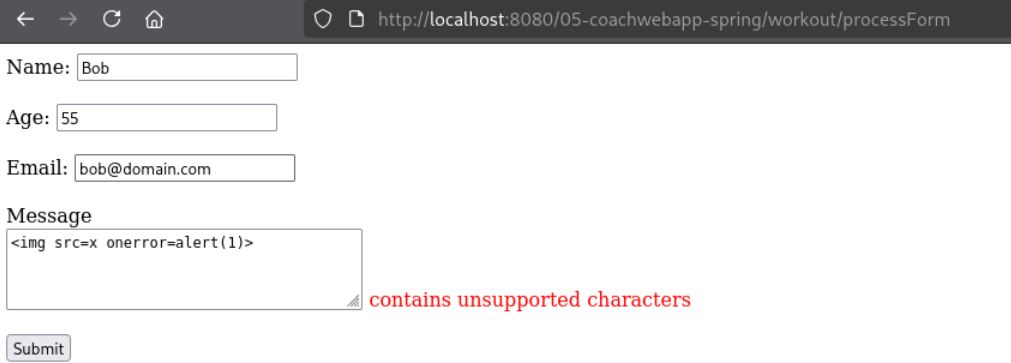 http://localhost:8080/05-coachwebapp-spring/workout/processForm
Name: Bob
Age: 55
Email: bob@domain.com
Message
<img src=x onerror=alert(1)>
contains unsupported characters
Submit